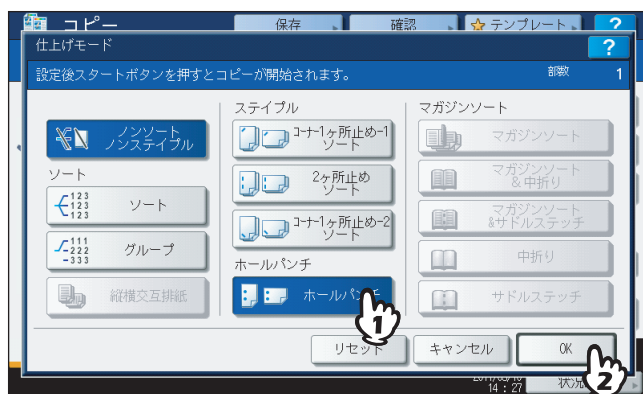 コピー
保存
確認
テンプレート
?
仕上げモード
?
設定後スタートボタンを押すとコピーが開始されます。
部数 1
ノンソート
ノンステイプル
ソート
123
123
123
ソート
111
222
333
グループ
縦横交互排紙
ステイプル
コーナー1ヶ所止め-1
ソート
2ヶ所止め
ソート
コーナー1ヶ所止め-2
ソート
ホールパンチ
ホールパンチ
1
マガジンソート
マガジンソート
マガジンソート
&中折り
マガジンソート
&サドルステッチ
中折り
サドルステッチ
リセット
キャンセル
OK
2
14:27
状況